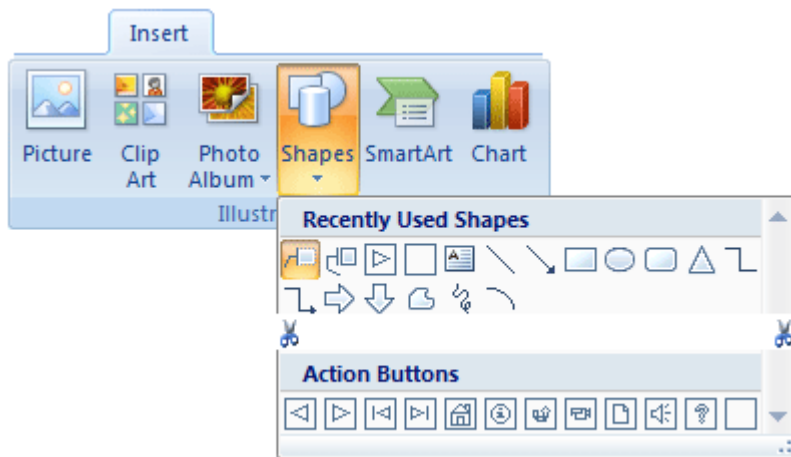 Insert
Picture
Clip Art
Photo Album
Shapes
SmartArt
Chart
Illustr
Recently Used Shapes
Action Buttons